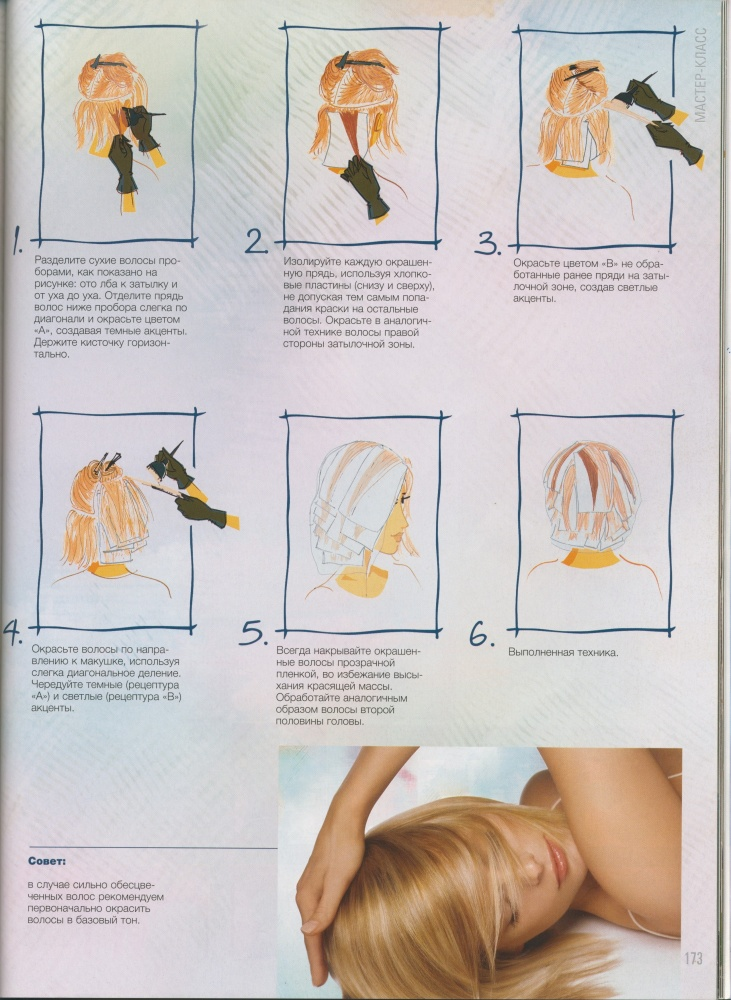 МАСТЕР-КЛАСС
1.
Разделите сухие волосы про-
борами, как показано на
рисунке: ото лба к затылку и
от уха до уха. Отделите прядь
волос ниже пробора слегка по
диагонали и окрасьте цветом
«А», создавая темные акценты.
Держите кисточку горизон-
тально.
2.
Изолируйте каждую окрашен-
ную прядь, используя хлопко-
вые пластины (снизу и сверху),
не допуская тем самым попа-
дания краски на остальные
волосы. Окрасьте в аналогич-
ной технике волосы правой
стороны затылочной зоны.
3.
Окрасьте цветом «В» не обра-
ботанные ранее пряди на заты-
лочной зоне, создав светлые
акценты.
4.
Окрасьте волосы по направ-
влению к макушке, используя
слегка диагональное деление.
Чередуйте темные (рецептура
«А») и светлые (рецептура «В»)
акценты.
5.
Всегда накрывайте окрашен-
ные волосы прозрачной
пленкой, во избежание высы-
хания красящей массы.
Обработайте аналогичным
образом волосы второй
половины головы.
6.
Выполненная техника.
Совет:
в случае сильно обесцве-
ченных волос рекомендуем
первоначально окрасить
волосы в базовый тон.
173